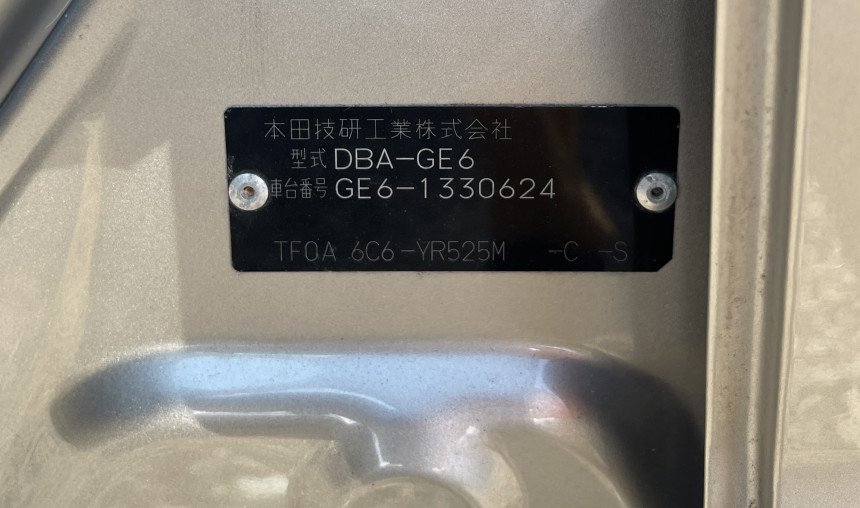 本田技研工業株式会社
型式 DBA-GE6
車台番号 GE6-1330624
TF0A 6C6-YR525M -C -S